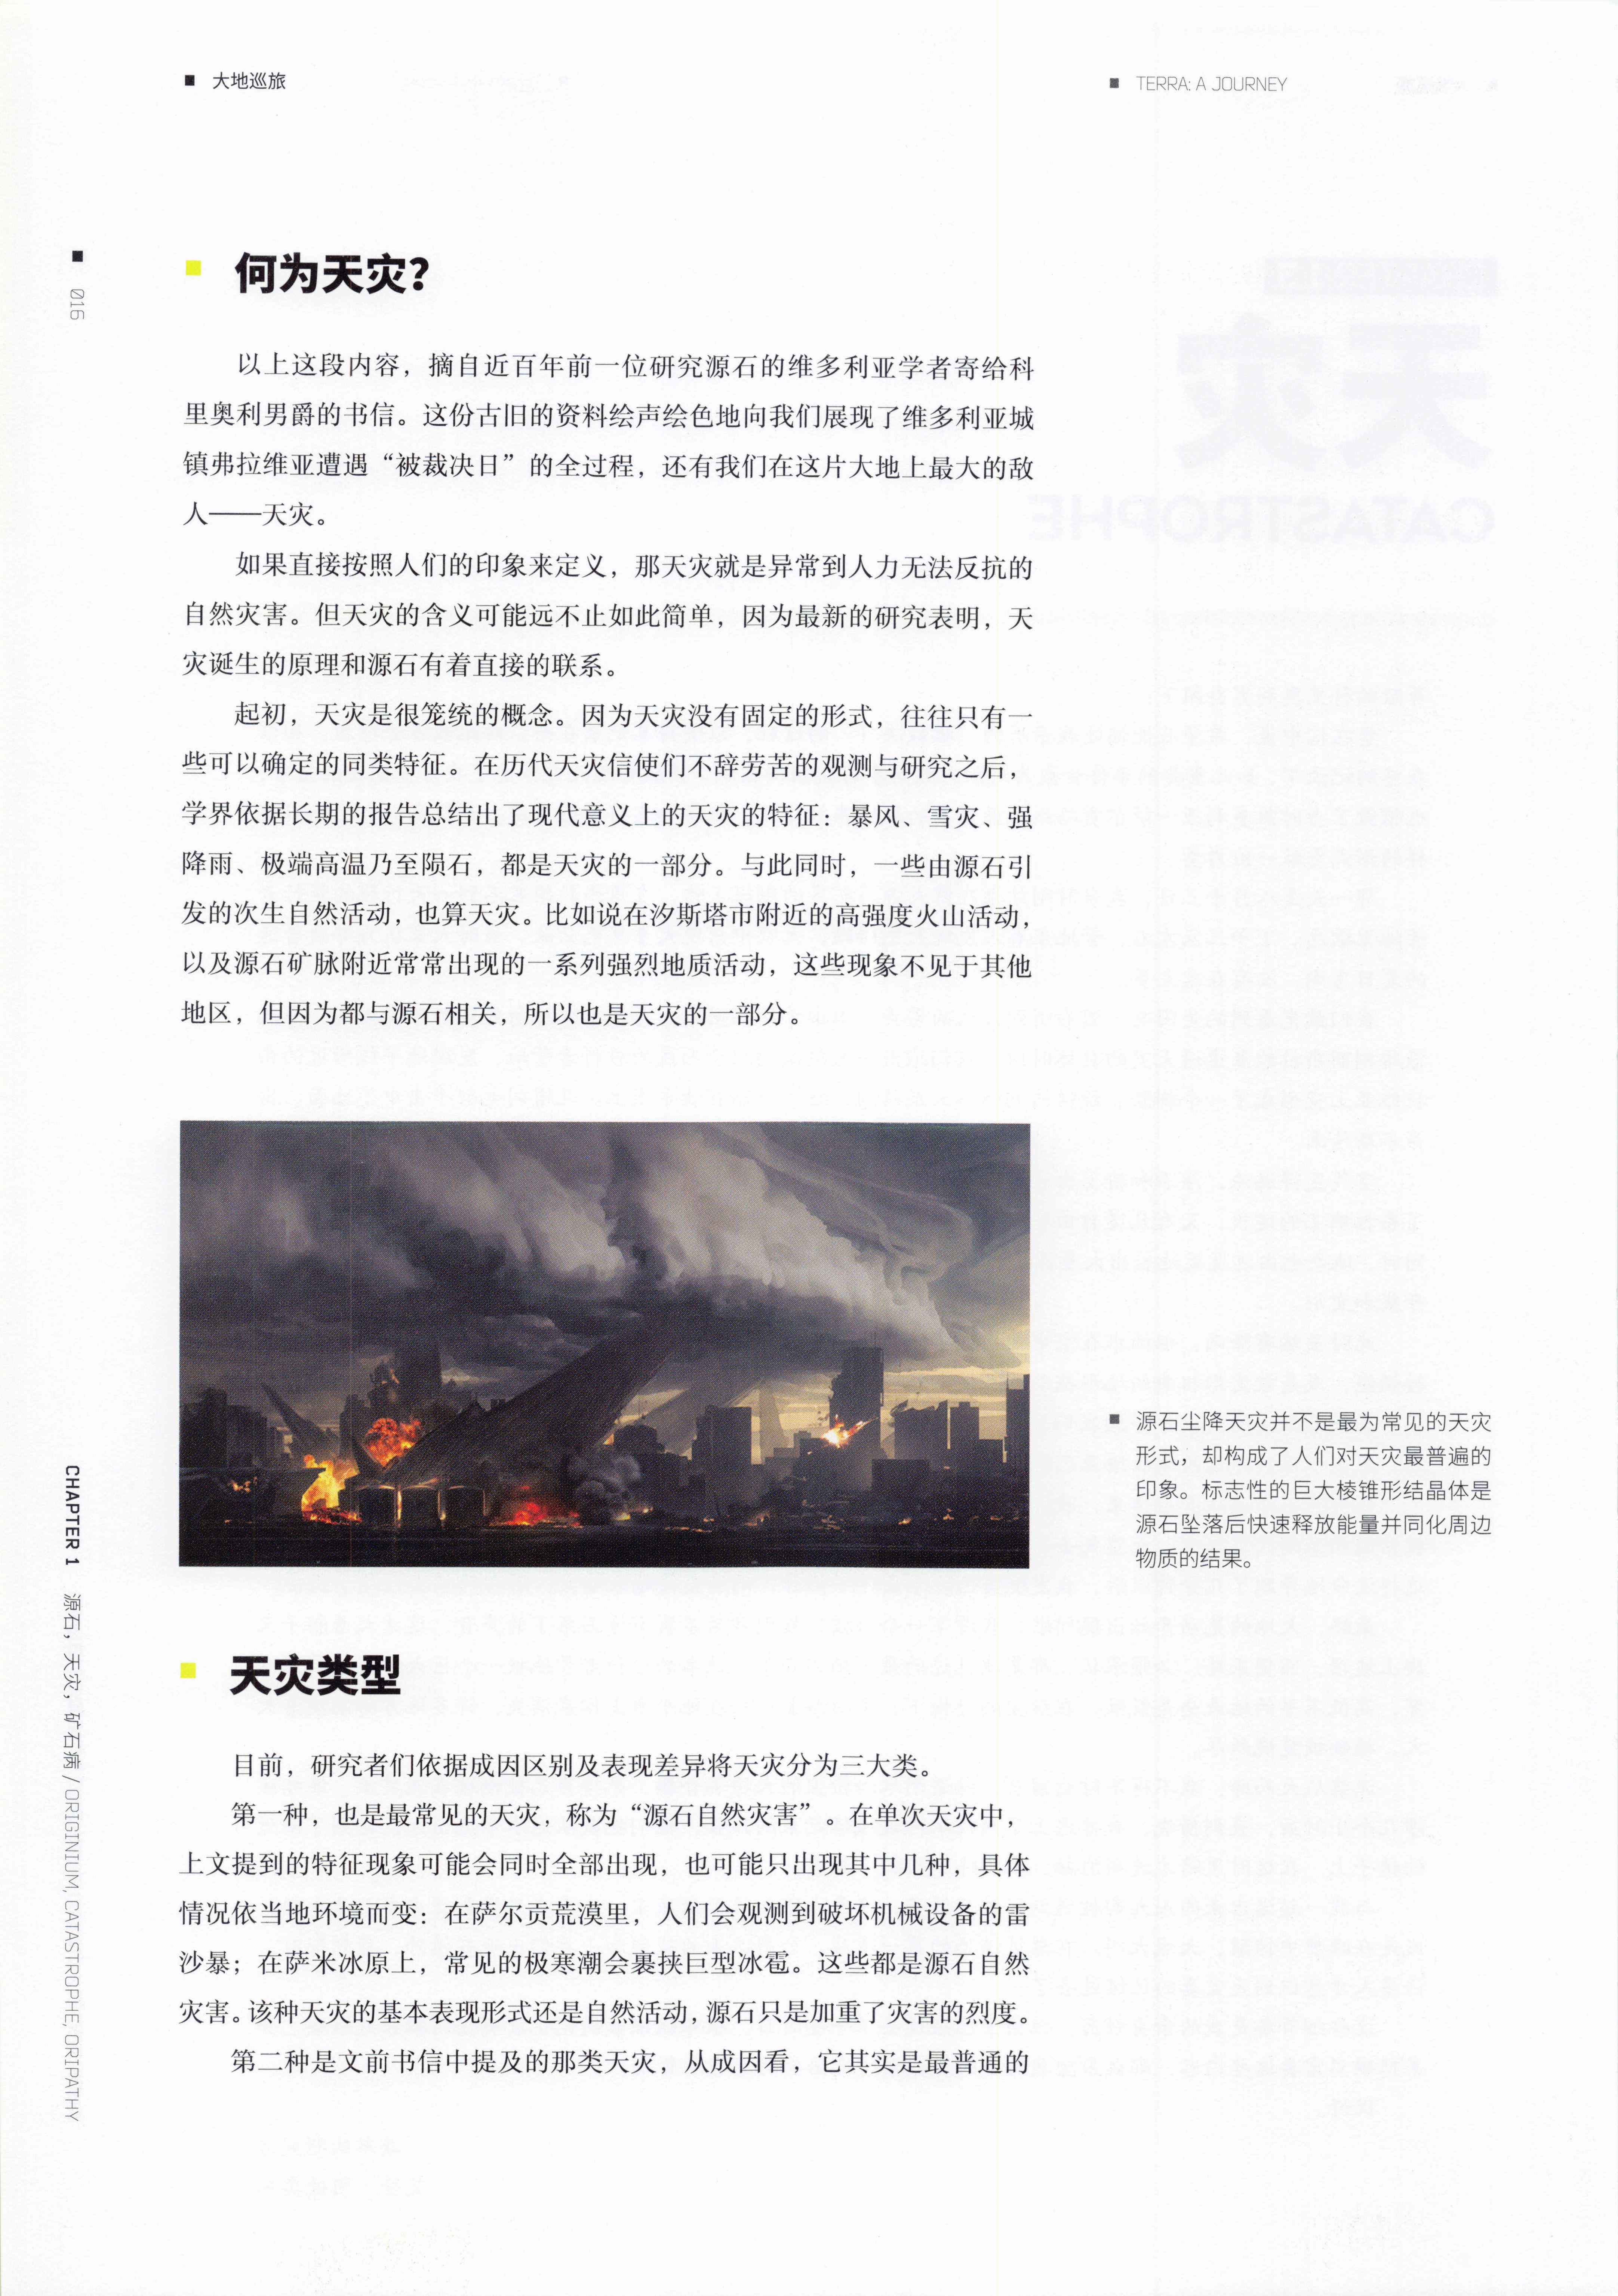 ■ 大地巡旅
■ TERRA: A JOURNEY
■ 016
何为天灾？
以上这段内容，摘自近百年前一位研究源石的维多利亚学者寄给科
里奥利男爵的书信。这份古旧的资料绘声绘色地向我们展现了维多利亚城
镇弗拉维亚遭遇“被裁决日”的全过程，还有我们在这片大地上最大的敌
人——天灾。
如果直接按照人们的印象来定义，那天灾就是异常到人力无法反抗的
自然灾害。但天灾的含义可能远不止如此简单，因为最新的研究表明，天
灾诞生的原理和源石有着直接的联系。
起初，天灾是很笼统的概念。因为天灾没有固定的形式，往往只有一
些可以确定的同类特征。在历代天灾信使们不辞劳苦的观测与研究之后，
学界依据长期的报告总结出了现代意义上的天灾的特征：暴风、雪灾、强
降雨、极端高温乃至陨石，都是天灾的一部分。与此同时，一些由源石引
发的次生自然活动，也算天灾。比如说在汐斯塔市附近的高强度火山活动，
以及源石矿脉附近常常出现的一系列强烈地质活动，这些现象不见于其他
地区，但因为都与源石相关，所以也是天灾的一部分。
■ 源石尘降天灾并不是最为常见的天灾
形式，却构成了人们对天灾最普遍的
印象。标志性的巨大棱锥形结晶体是
源石坠落后快速释放能量并同化周边
物质的结果。
天灾类型
目前，研究者们依据成因区别及表现差异将天灾分为三大类。
第一种，也是最常见的天灾，称为“源石自然灾害”。在单次天灾中，
上文提到的特征现象可能会同时全部出现，也可能只出现其中几种，具体
情况依当地环境而变：在萨尔贡荒漠里，人们会观测到破坏机械设备的雷
沙暴；在萨米冰原上，常见的极寒潮会裹挟巨型冰雹。这些都是源石自然
灾害。该种天灾的基本表现形式还是自然活动，源石只是加重了灾害的烈度。
第二种是文前书信中提及的那类天灾，从成因看，它其实是最普通的
CHAPTER 1 源石，天灾，矿石病 / ORIGINIUM, CATASTROPHE, ORIPATHY